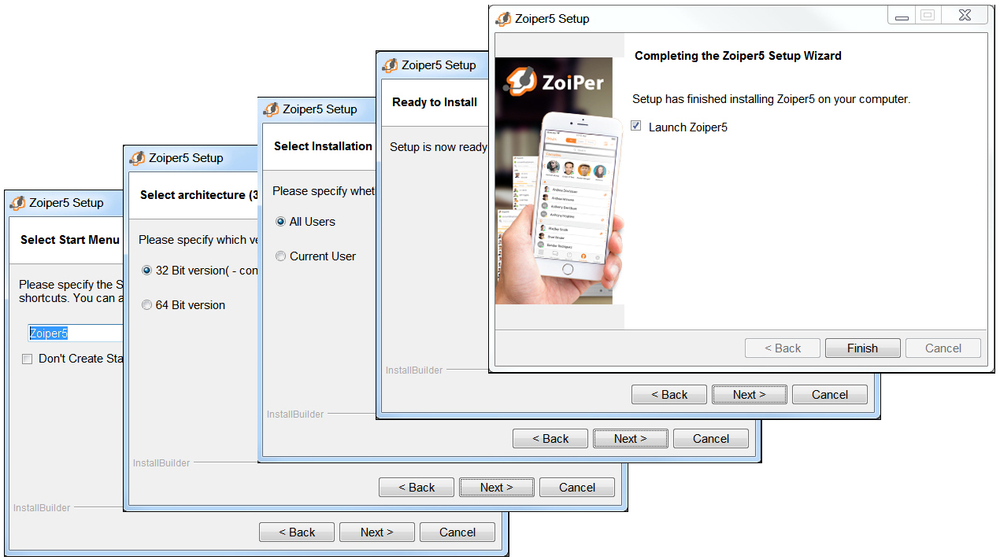 Zoiper5 Setup
Select Start Menu
Please specify the S
shortcuts. You can a
Zoiper5
Don't Create Sta
InstallBuilder
< Back
Next >
Cancel
Zoiper5 Setup
Select architecture (3
Please specify which ve
32 Bit version( - con
64 Bit version
InstallBuilder
< Back
Next >
Cancel
Zoiper5 Setup
Select Installation
Please specify whet
All Users
Current User
InstallBuilder
< Back
Next >
Cancel
Zoiper5 Setup
Ready to Install
Setup is now ready
InstallBuilder
< Back
Next >
Cancel
Zoiper5 Setup
ZoiPer
Completing the Zoiper5 Setup Wizard
Setup has finished installing Zoiper5 on your computer.
Launch Zoiper5
< Back
Finish
Cancel